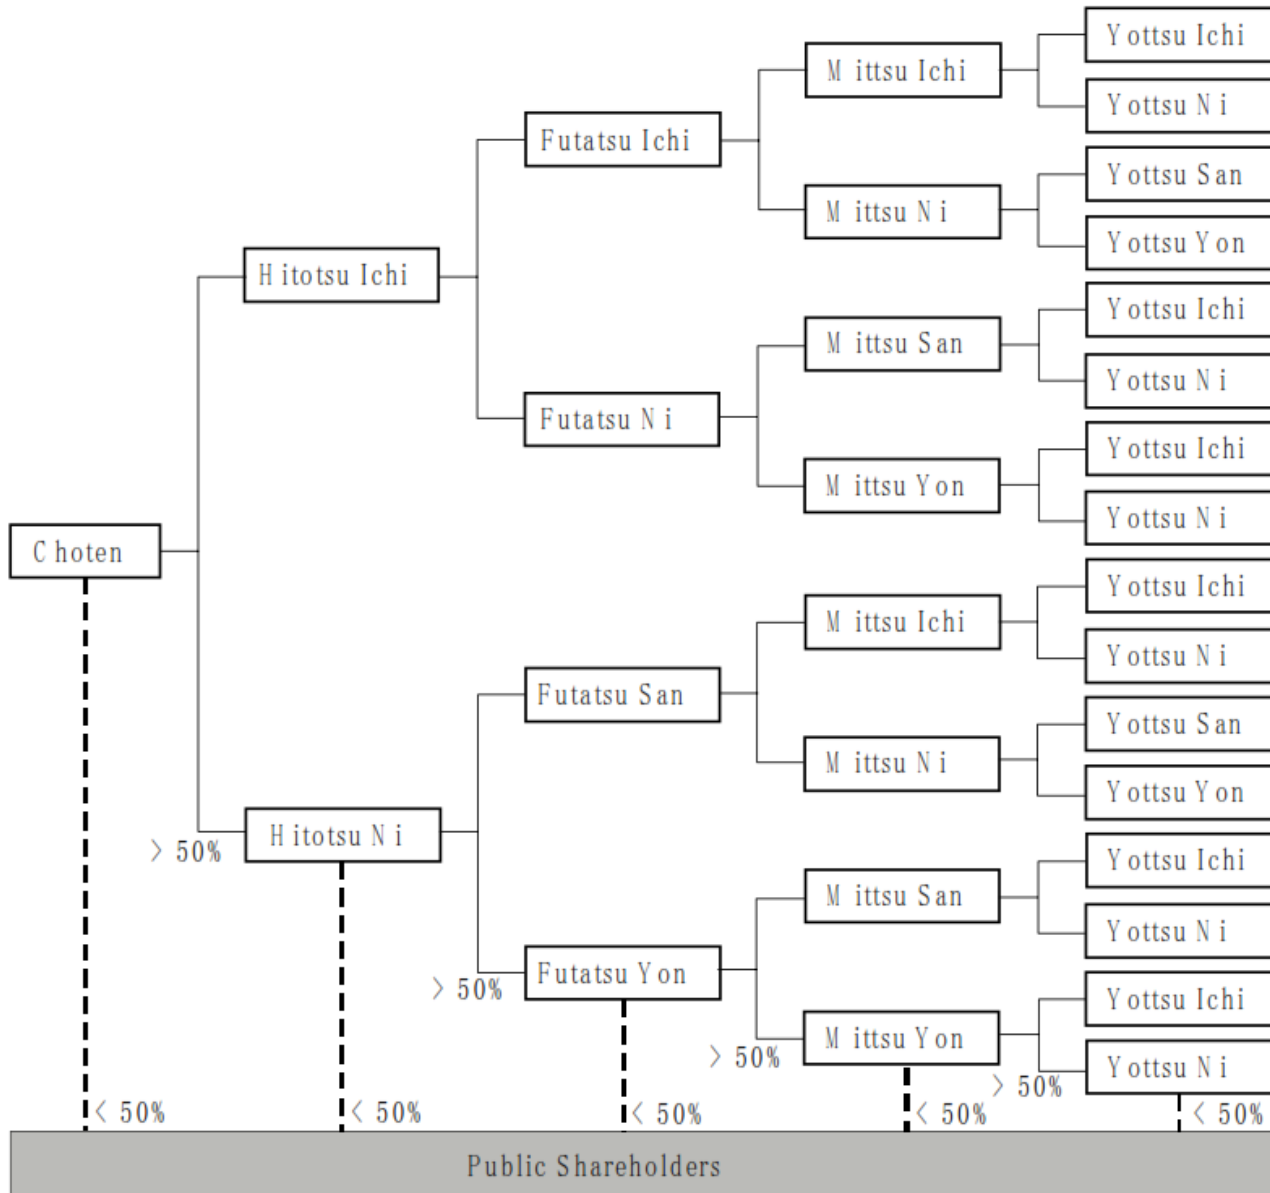 Yottsu Ichi
Mittsu Ichi
Yottsu Ni
Futatsu Ichi
Yottsu San
Mittsu Ni
Yottsu Yon
Hitotsu Ichi
Yottsu Ichi
Mittsu San
Yottsu Ni
Futatsu Ni
Yottsu Ichi
Mittsu Yon
Yottsu Ni
Choten
Yottsu Ichi
Mittsu Ichi
Yottsu Ni
Futatsu San
Yottsu San
Mittsu Ni
Yottsu Yon
Hitotsu Ni
> 50%
Yottsu Ichi
Mittsu San
Yottsu Ni
Futatsu Yon
> 50%
Yottsu Ichi
Mittsu Yon
> 50%
Yottsu Ni
> 50%
< 50%
< 50%
< 50%
< 50%
< 50%
Public Shareholders